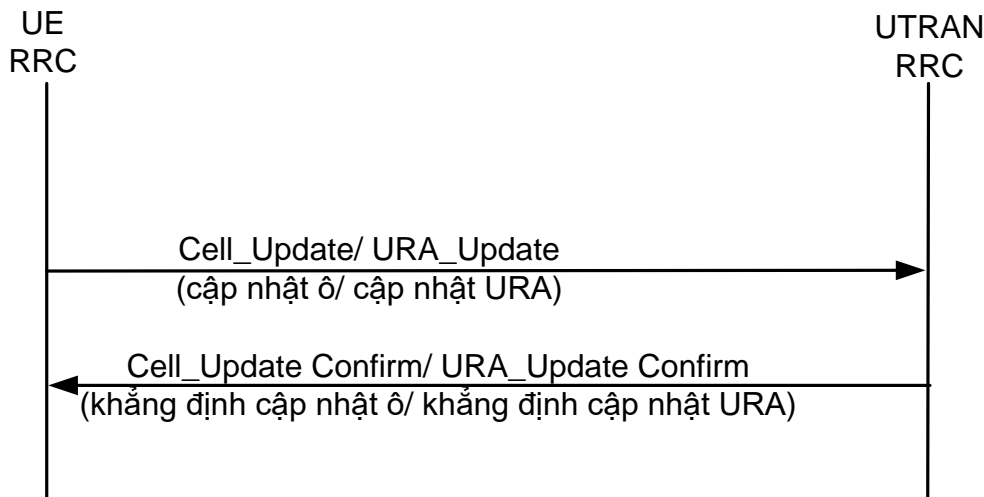 UE
RRC
UTRAN
RRC
Cell_Update/ URA_Update
(cập nhật ô/ cập nhật URA)
Cell_Update Confirm/ URA_Update Confirm
(khẳng định cập nhật ô/ khẳng định cập nhật URA)